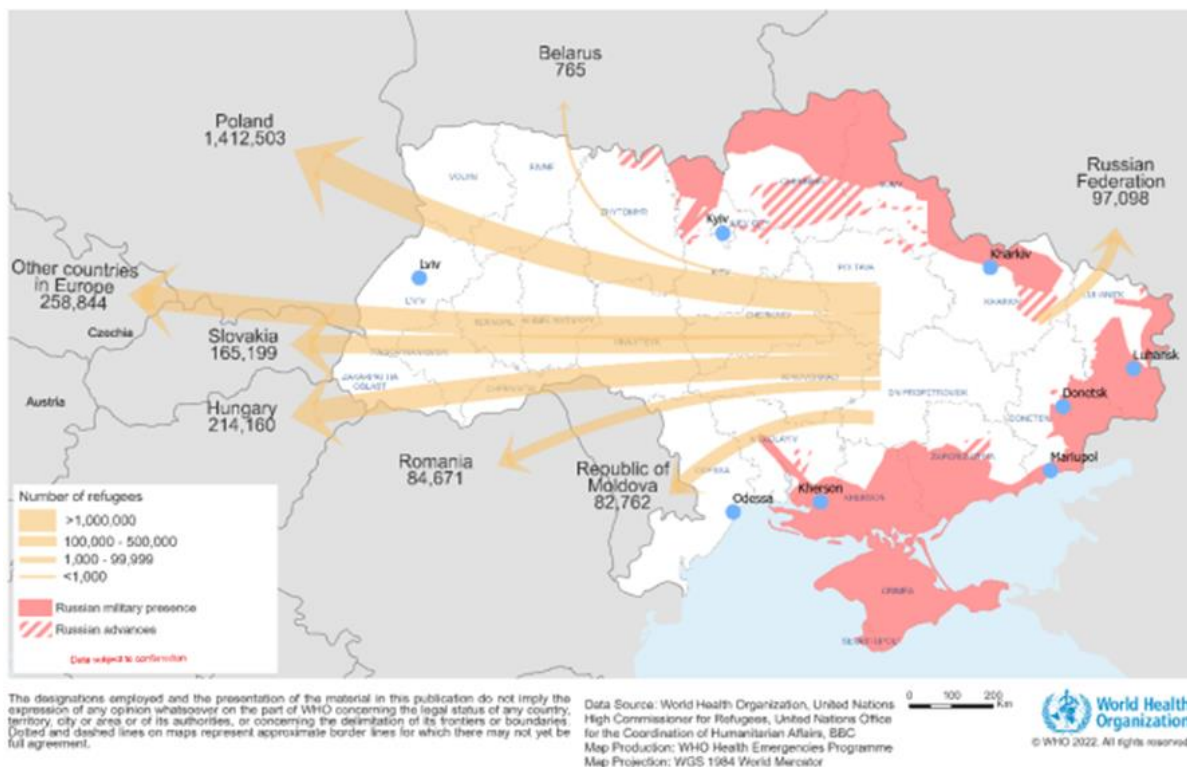 Belarus
765
Poland
1,412,503
Russian
Federation
97,098
Kyiv
Kharkiv
Lviv
Other countries
in Europe
258,844
Czechia
Slovakia
165,199
Austria
Hungary
214,160
Luhansk
Donetsk
Mariupol
Romania
84,671
Republic of
Moldova
82,762
Odessa
Kherson
VOLYN
RIVNE
ZHYTOMYR
POLTAVA
LVIV
KHERSON
CRIMEA
Number of refugees
>1,000,000
100,000 - 500,000
1,000 - 99,999
<1,000
Russian military presence
Russian advances
Data subject to confirmation
The designations employed and the presentation of the material in this publication do not imply the
expression of any opinion whatsoever on the part of WHO concerning the legal status of any country,
territory, city or area or of its authorities, or concerning the delimitation of its frontiers or boundaries.
Dotted and dashed lines on maps represent approximate border lines for which there may not yet be
full agreement.
Data Source: World Health Organization, United Nations
High Commissioner for Refugees, United Nations Office
for the Coordination of Humanitarian Affairs, BBC
Map Production: WHO Health Emergencies Programme
Map Projection: WGS 1984 World Mercator
0 100 200
Km
World Health
Organization
© WHO 2022. All rights reserved